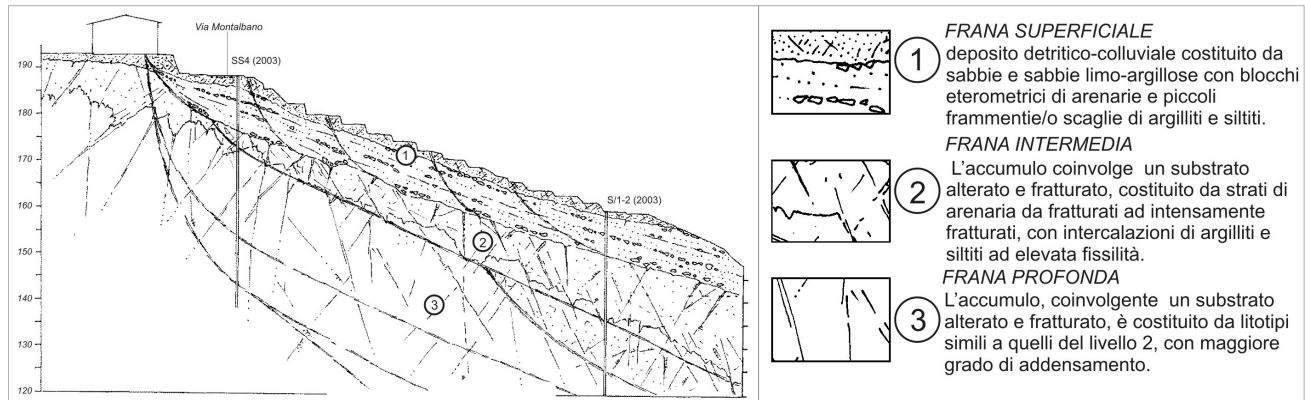 Via Montalbano
SS4 (2003)
190
180
170
160
150
140
130
120
1
2
3
S/1-2 (2003)
FRANA SUPERFICIALE
1
deposito detritico-colluviale costituito da
sabbie e sabbie limo-argillose con blocchi
eterometrici di arenarie e piccoli
frammentie/o scaglie di argilliti e siltiti.
FRANA INTERMEDIA
2
L'accumulo coinvolge un substrato
alterato e fratturato, costituito da strati di
arenaria da fratturati ad intensamente
fratturati, con intercalazioni di argilliti e
siltiti ad elevata fissilità.
FRANA PROFONDA
3
L'accumulo, coinvolgente un substrato
alterato e fratturato, è costituito da litotipi
simili a quelli del livello 2, con maggiore
grado di addensamento.